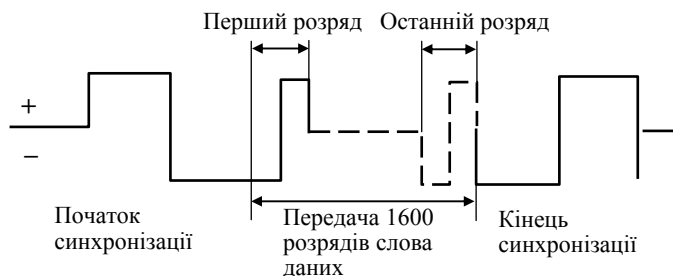 Перший розряд
Останній розряд
+
–
Початок
синхронізації
Передача 1600
розрядів слова
даних
Кінець
синхронізації